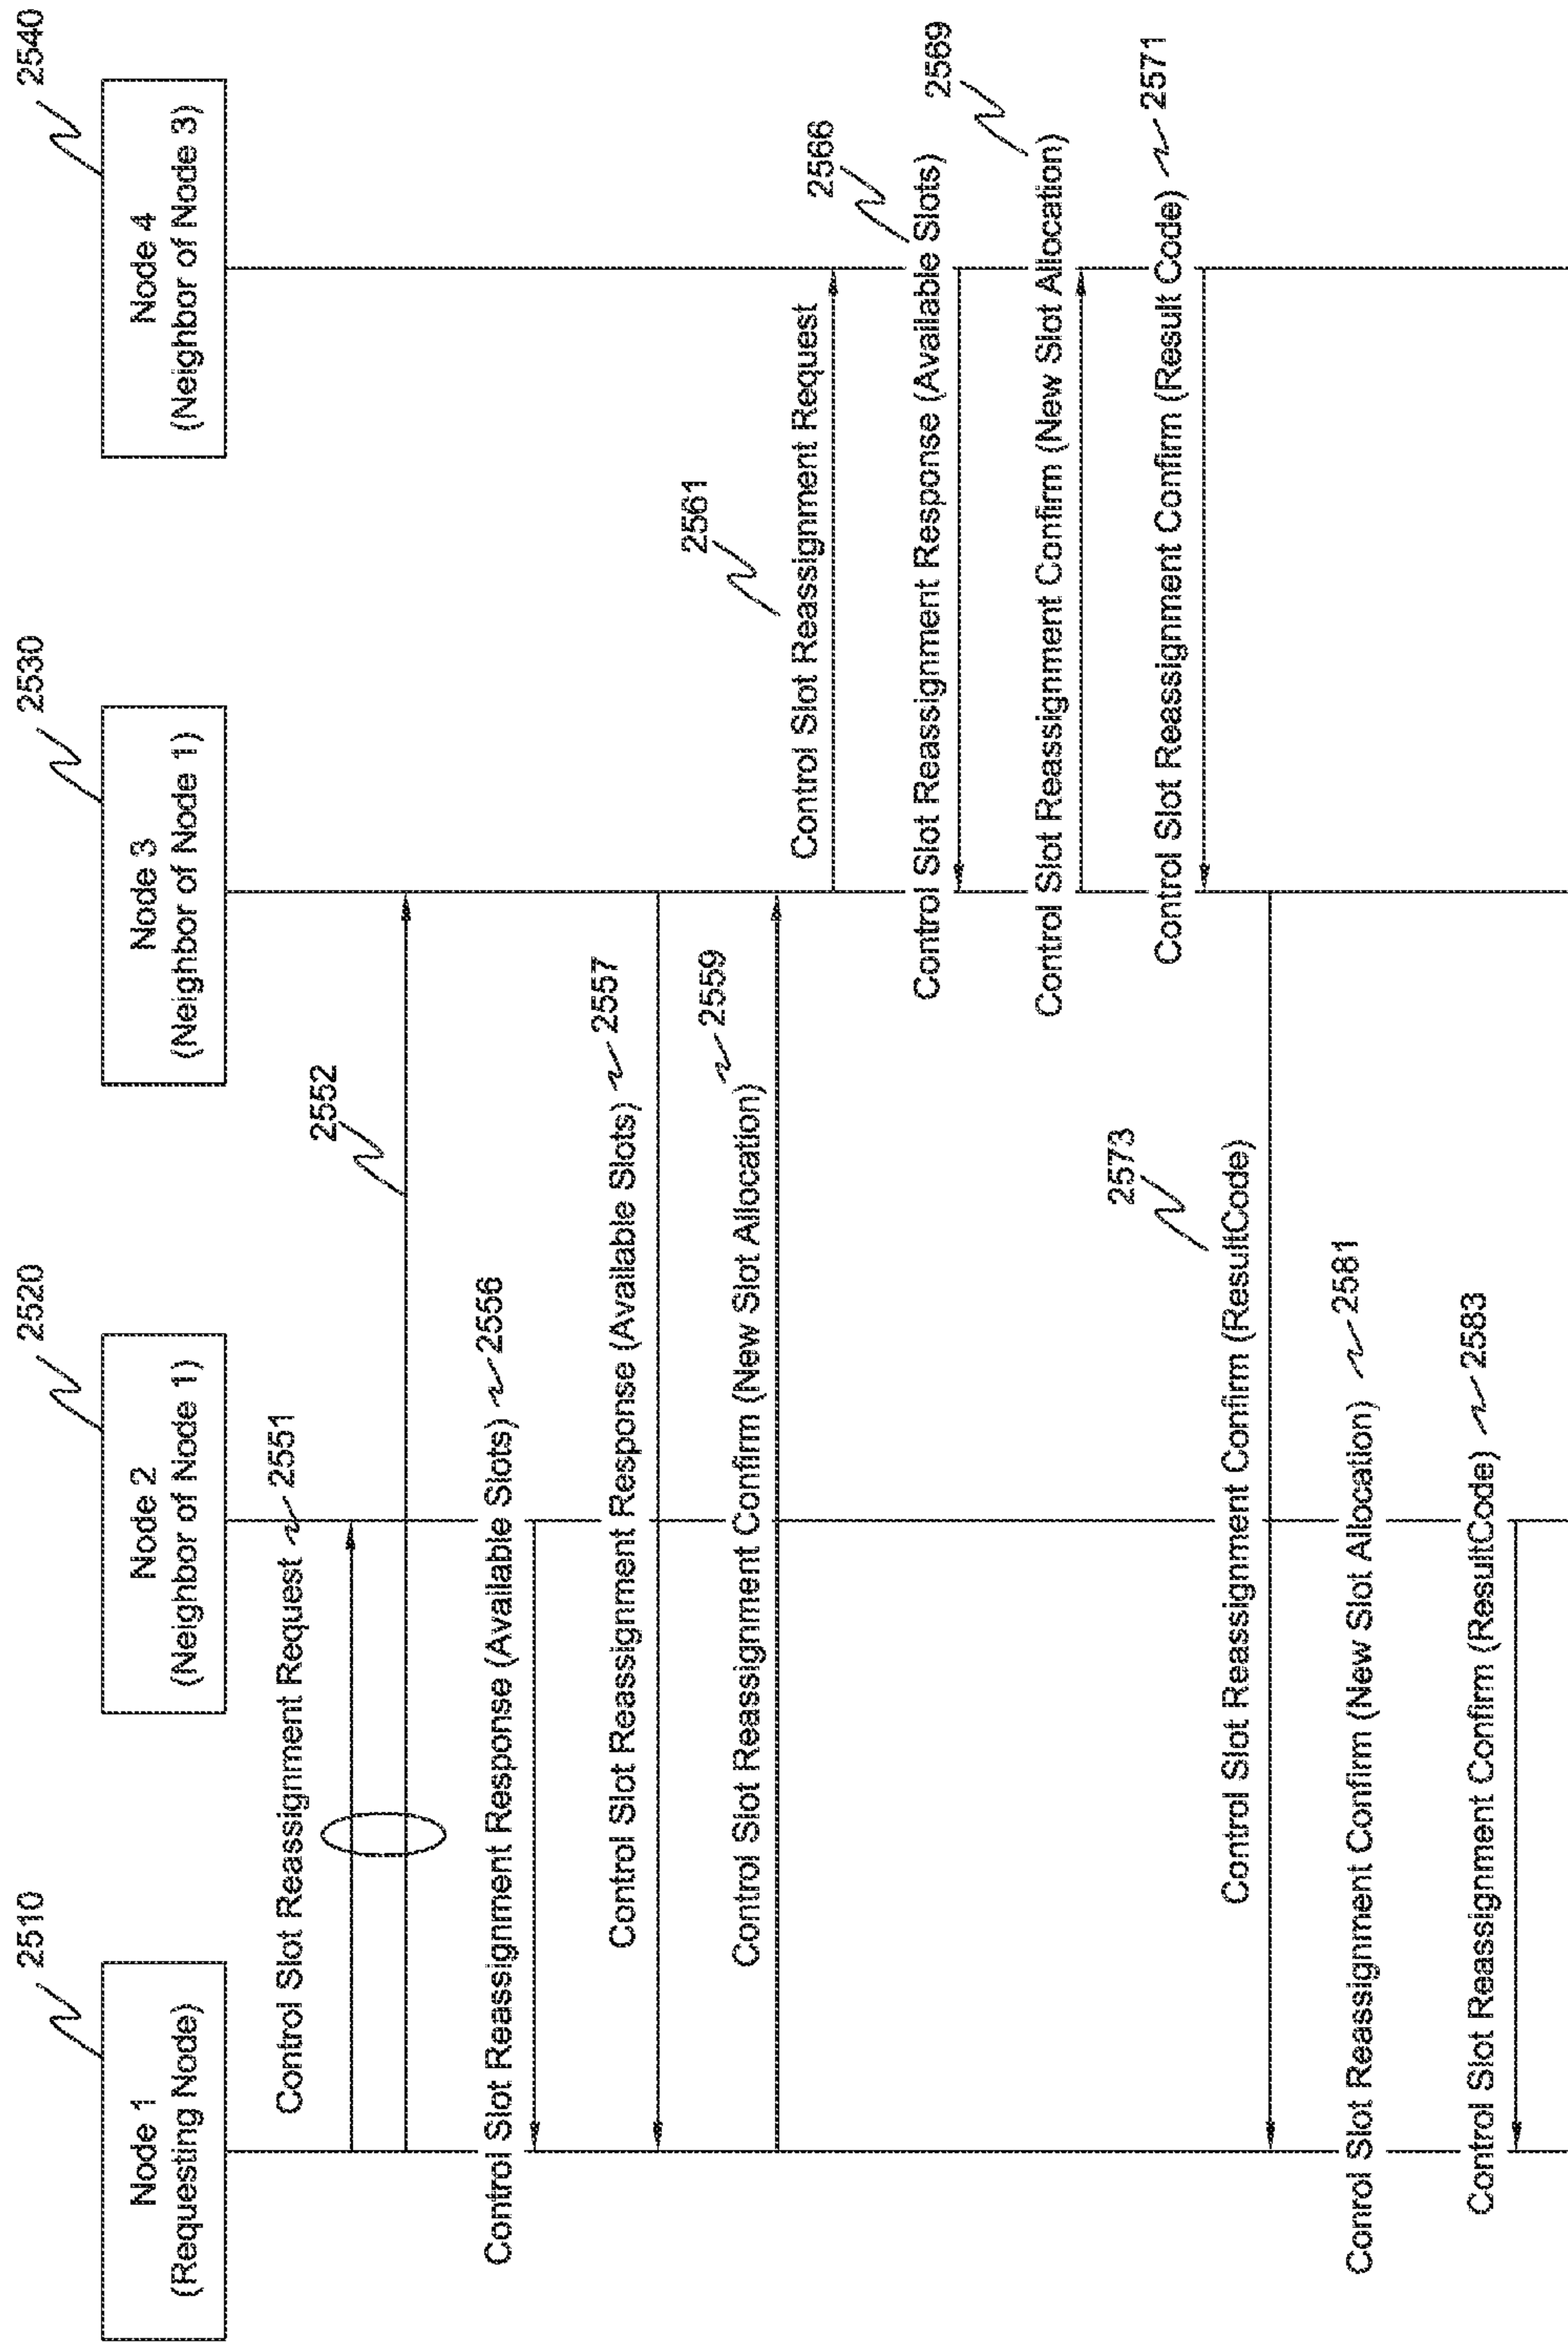 2510
2520
2530
2540
Node 1
(Requesting Node)
Node 2
(Neighbor of Node 1)
Node 3
(Neighbor of Node 1)
Node 4
(Neighbor of Node 3)
Control Slot Reassignment Request 2551
2552
Control Slot Reassignment Response (Available Slots) 2556
Control Slot Reassignment Response (Available Slots) 2557
Control Slot Reassignment Confirm (New Slot Allocation) 2559
2561
Control Slot Reassignment Request
2566
Control Slot Reassignment Response (Available Slots)
2569
Control Slot Reassignment Confirm (New Slot Allocation)
Control Slot Reassignment Confirm (Result Code) 2571
2573
Control Slot Reassignment Confirm (ResultCode)
Conrol Slot Reassignment Confirm (New Slot Allocation) 2581
Control Slot Reassignment Confirm (ResultCode) 2583